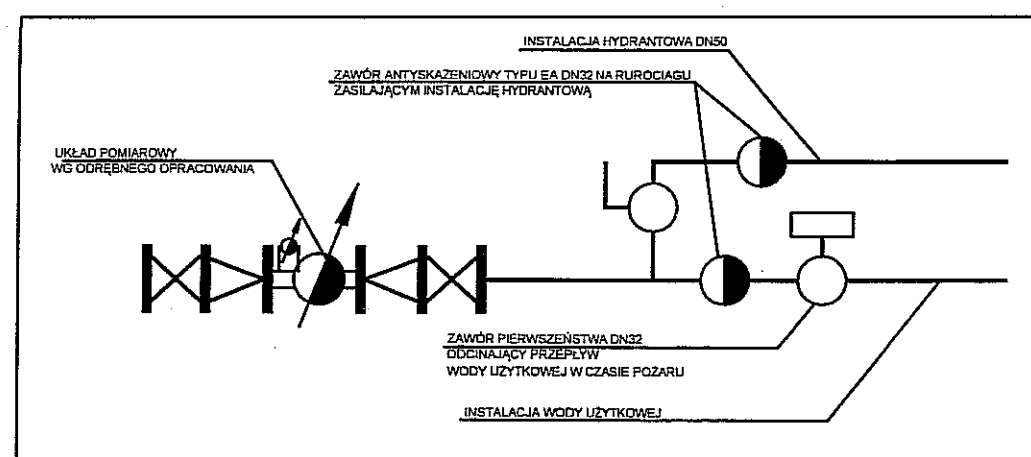 INSTALACJA HYDRANTOWA DN50
ZAWÓR ANTYSKAŻENIOWY TYPU EA DN32 NA RUROCIAGU
ZASILAJĄCYM INSTALACJĘ HYDRANTOWĄ
UKŁAD POMIAROWY
WG ODRĘBNEGO OPRACOWANIA
ZAWÓR PIERWSZEŃSTWA DN32
ODCINAJĄCY PRZEPŁYW
WODY UŻYTKOWEJ W CZASIE POŻARU
INSTALACJA WODY UŻYTKOWEJ